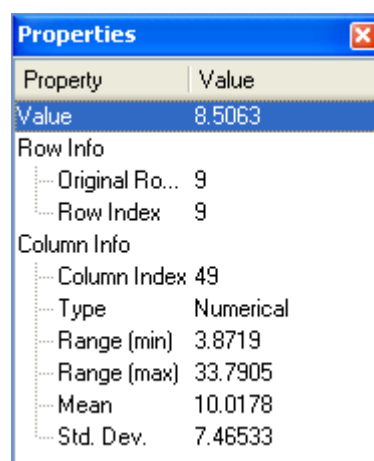 Properties
Property Value
Value 8.5063
Row Info
Original Ro... 9
Row Index 9
Column Info
Column Index 49
Type Numerical
Range (min) 3.8719
Range (max) 33.7905
Mean 10.0178
Std. Dev. 7.46533